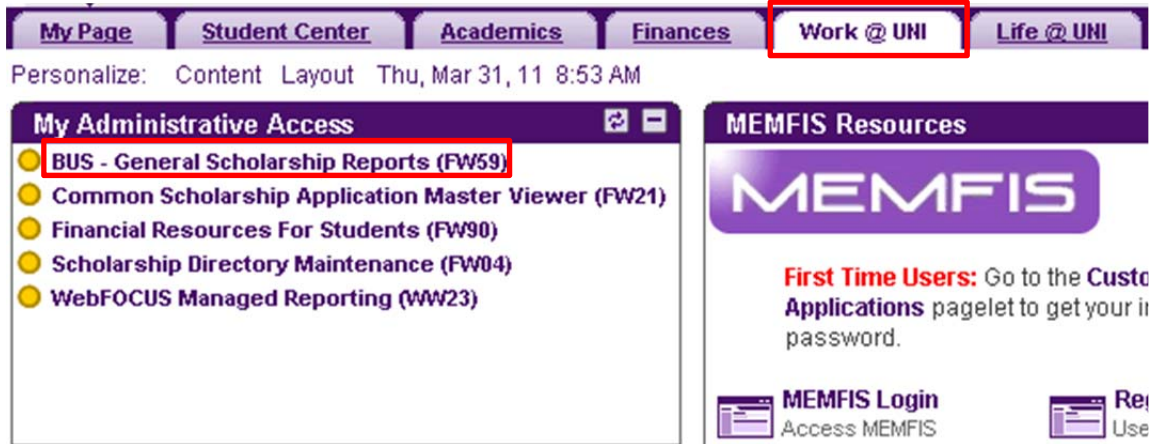 My Page Student Center Academics Finances Work @ UNI Life @ UNI
Personalize: Content Layout Thu, Mar 31, 11 8:53 AM
My Administrative Access
BUS - General Scholarship Reports (FW59)
Common Scholarship Application Master Viewer (FW21)
Financial Resources For Students (FW90)
Scholarship Directory Maintenance (FW04)
WebFOCUS Managed Reporting (WW23)
MEMFIS Resources
MEMFIS
First Time Users: Go to the
Applications pagelet to get your
password.
MEMFIS Login
Access MEMFIS